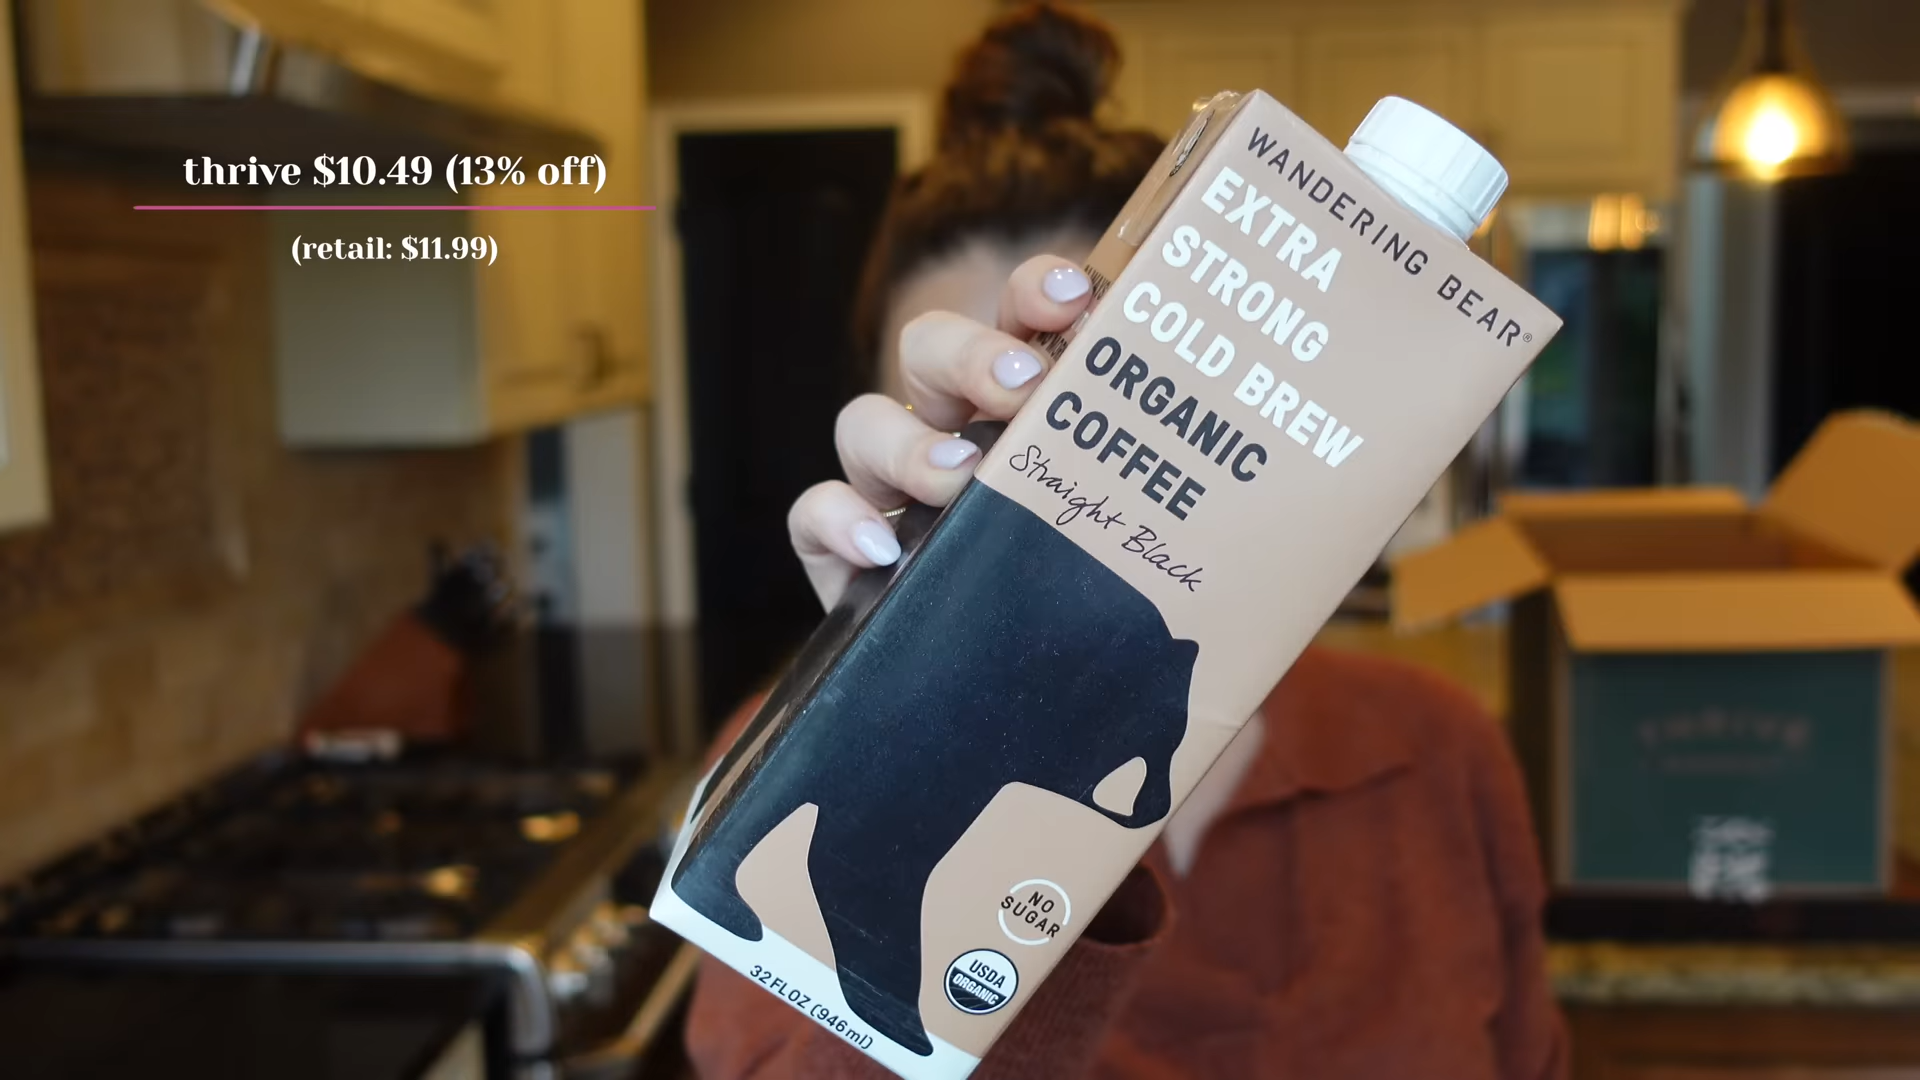 thrive $10.49 (13% off)
(retail: $11.99)
WANDERING BEAR®
EXTRA
STRONG
COLD BREW
ORGANIC
COFFEE
Straight Black
NO
SUGAR
USDA
ORGANIC
32 FL OZ (946 ml)
THRIVE